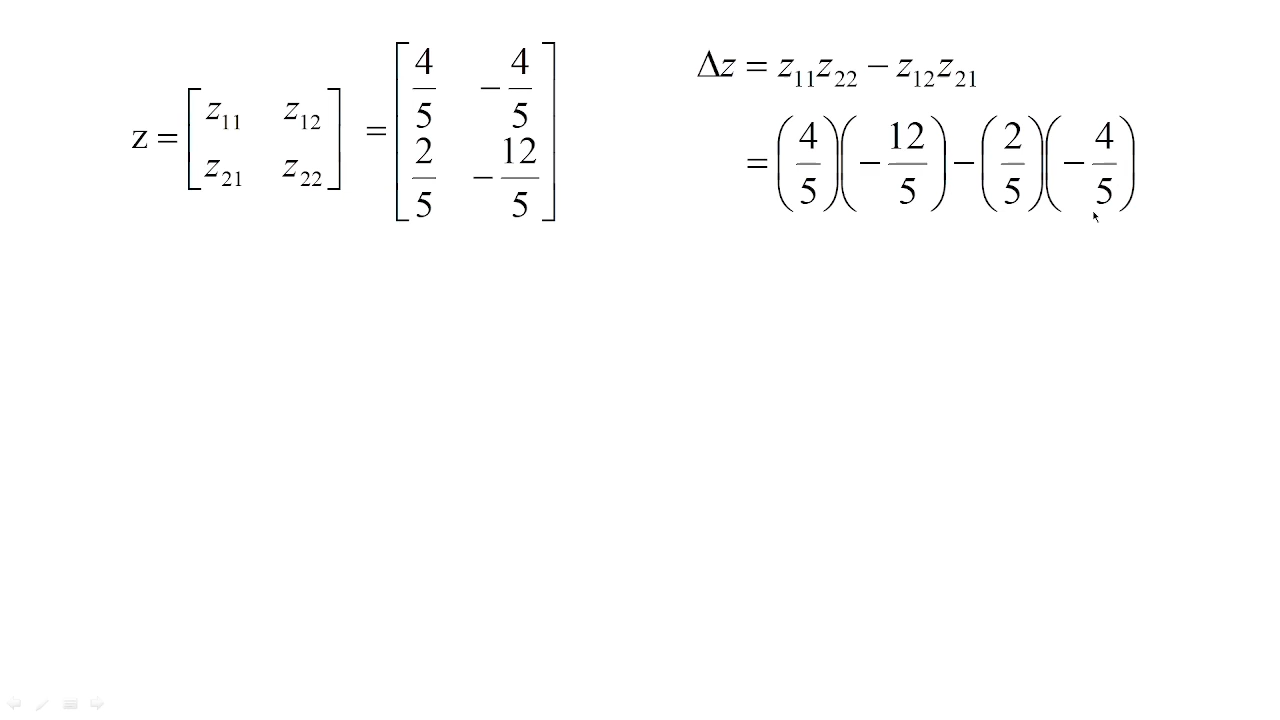 z = [ z₁₁ z₁₂ ; z₂₁ z₂₂ ] = [ 4/5 −4/5 ; 2/5 −12/5 ]
Δz = z₁₁z₂₂ − z₁₂z₂₁
= (4/5)(−12/5) − (2/5)(−4/5)